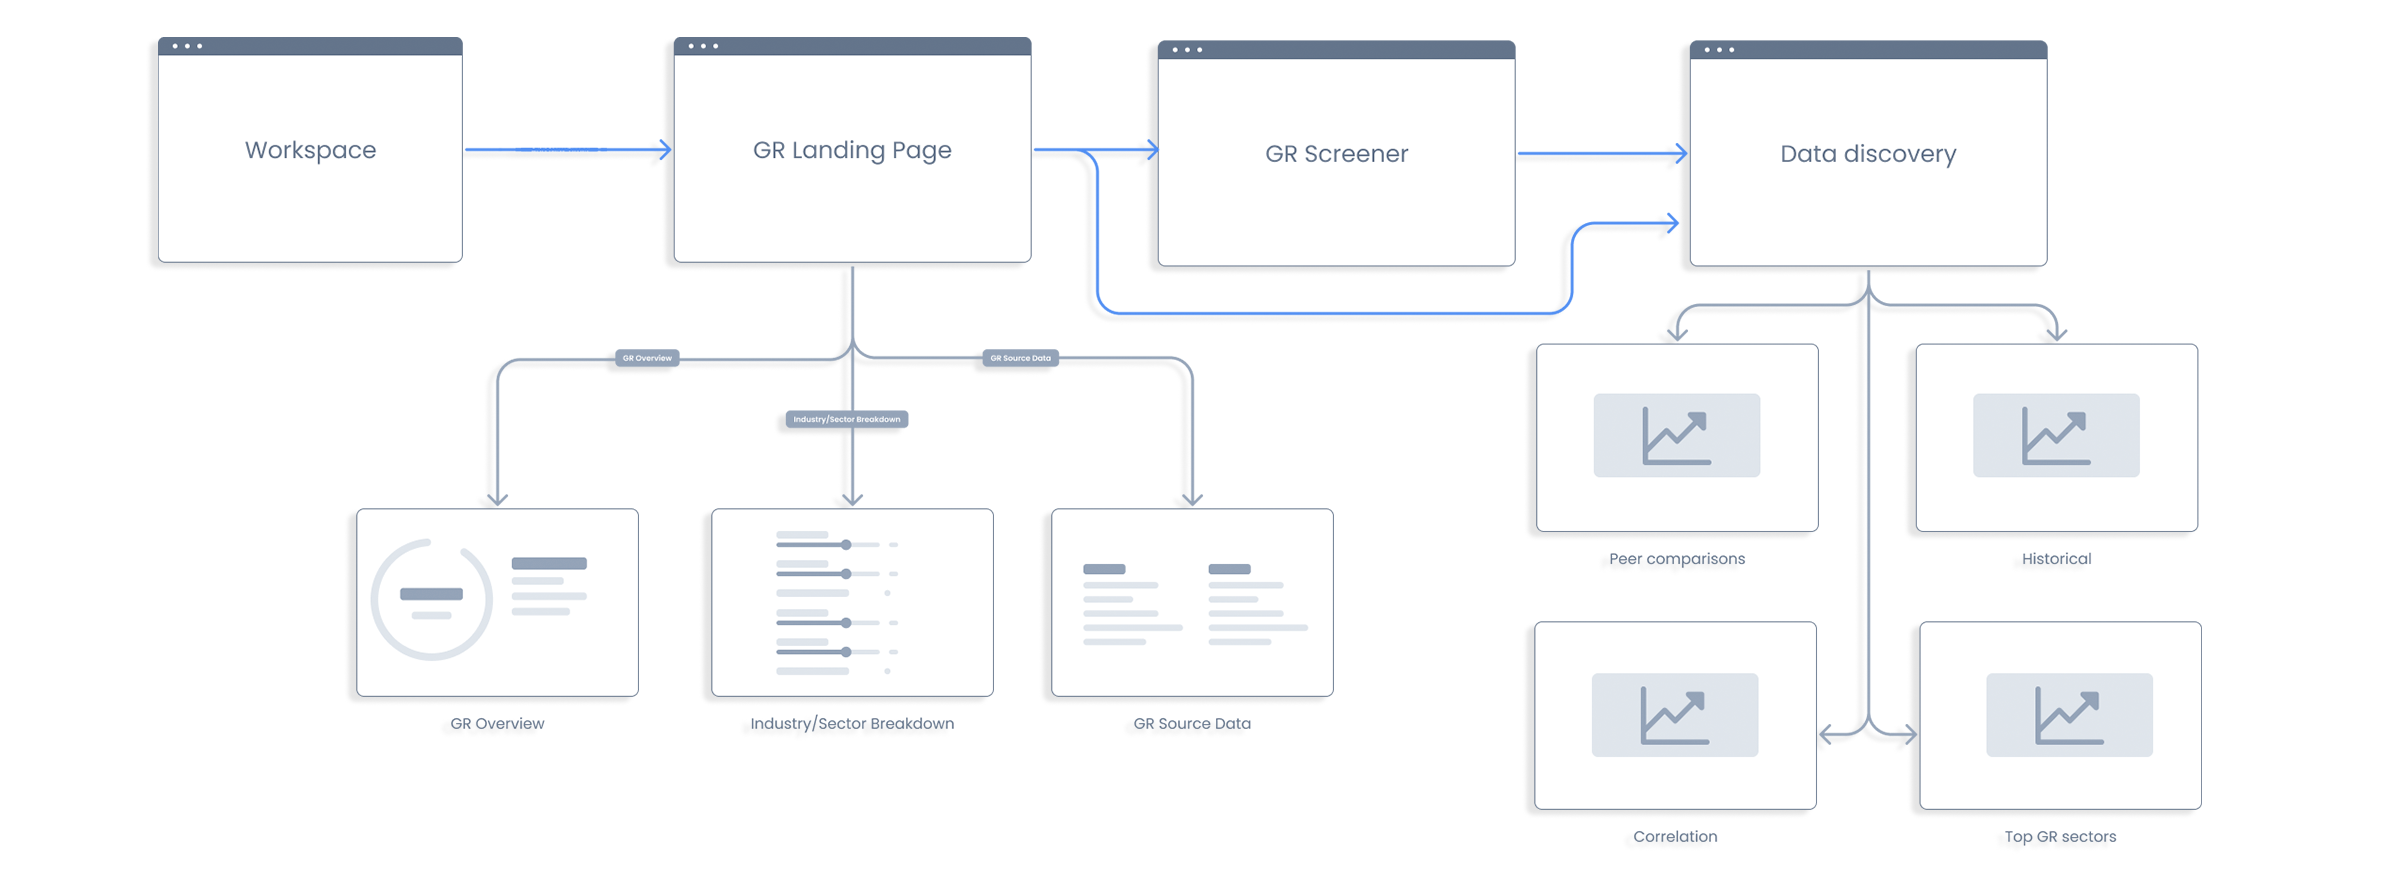 Workspace
GR Landing Page
GR Screener
Data discovery
GR Overview
GR Source Data
Industry/Sector Breakdown
Peer comparisons
Historical
GR Overview
Industry/Sector Breakdown
GR Source Data
Correlation
Top GR sectors